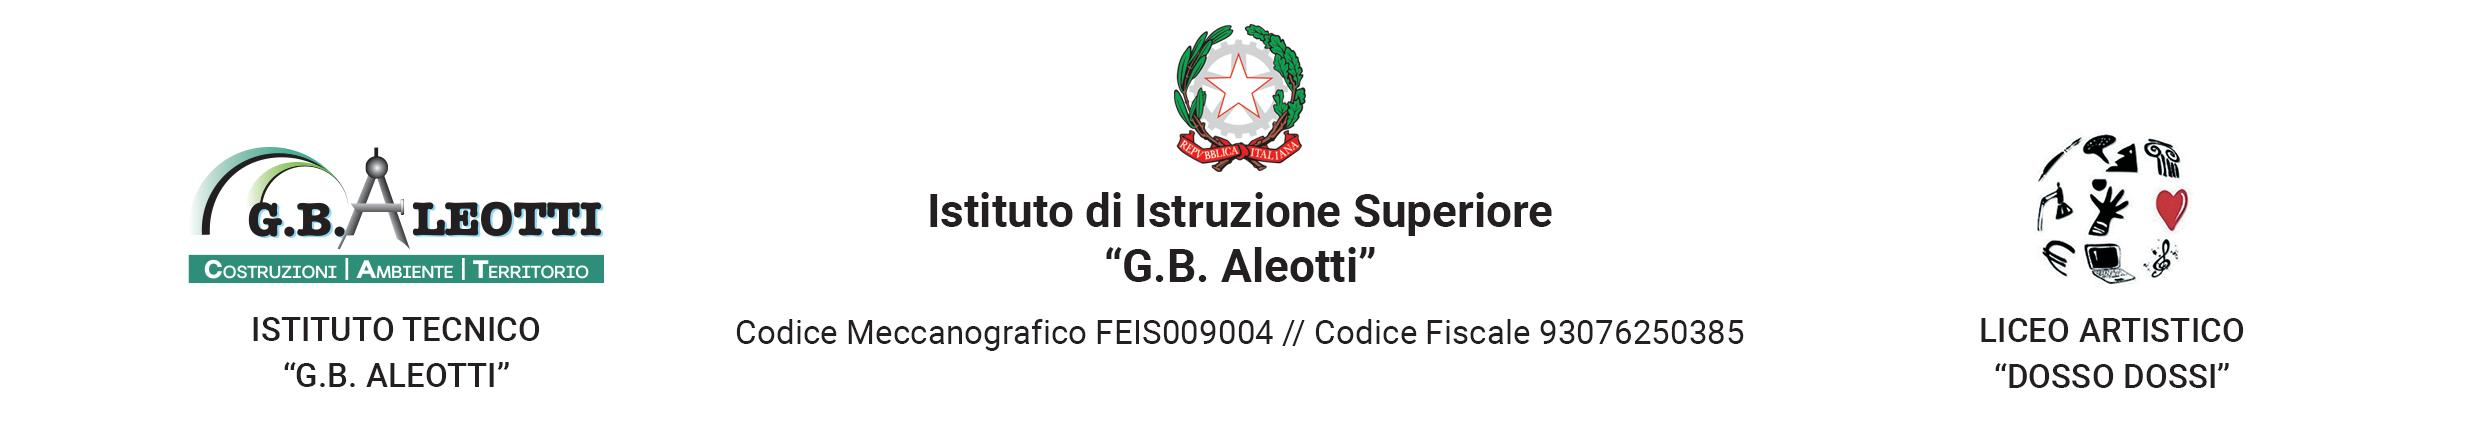 G.B. ALEOTTI
COSTRUZIONI | AMBIENTE | TERRITORIO
ISTITUTO TECNICO
“G.B. ALEOTTI”
REPVBBLICA ITALIANA
Istituto di Istruzione Superiore
“G.B. Aleotti”
Codice Meccanografico FEIS009004 // Codice Fiscale 93076250385
LICEO ARTISTICO
“DOSSO DOSSI”